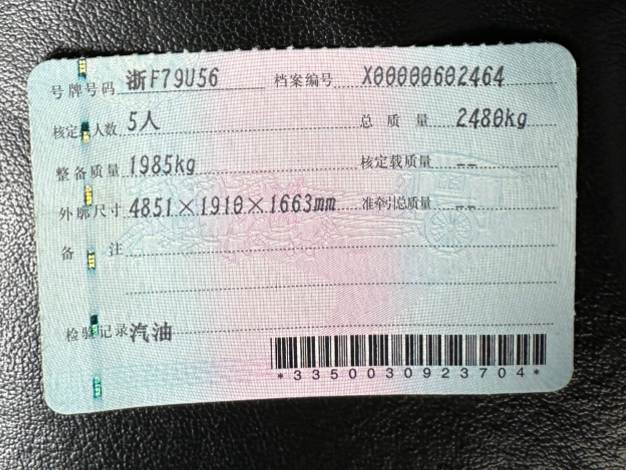 号牌号码 浙F79U56 档案编号 X00000602464
核定载人数 5人 总质量 2480kg
整备质量 1985kg 核定载质量 --
外廓尺寸 4851×1910×1663mm 准牵引总质量 --
备注
检验记录 汽油
*3350030923704*